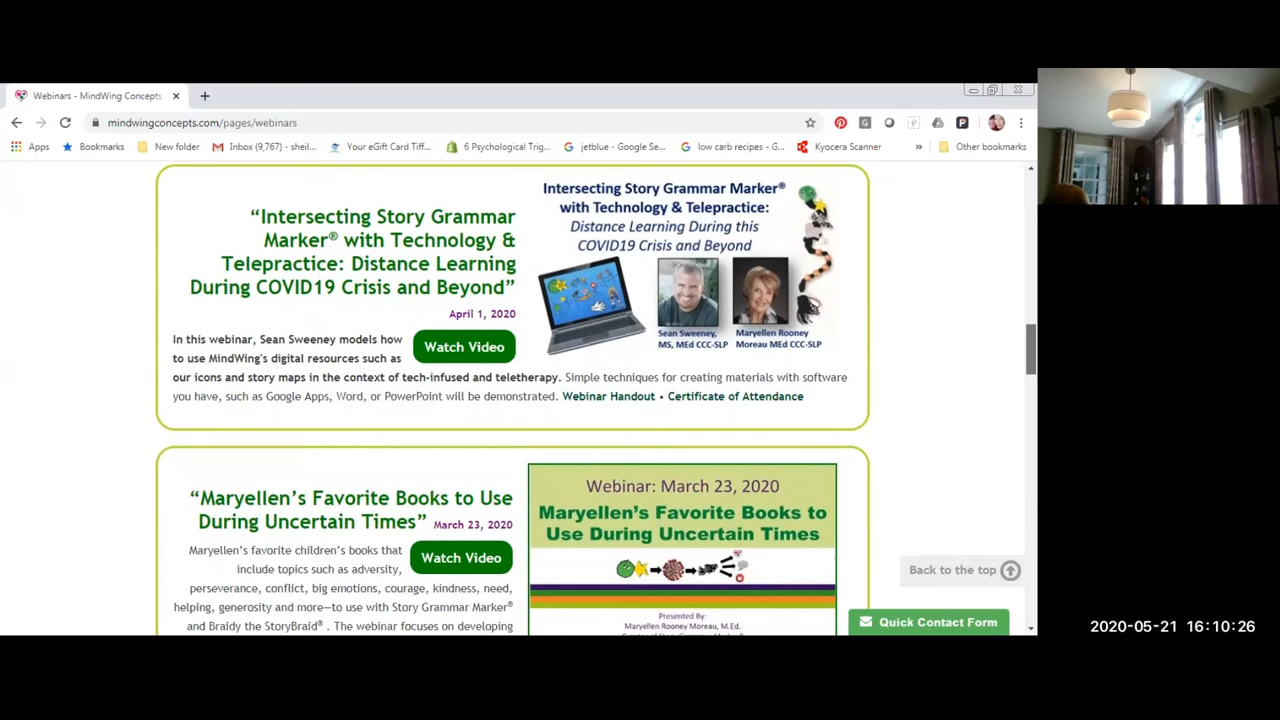 Webinars - MindWing Concepts
mindwingconcepts.com/pages/webinars
Apps Bookmarks New folder Inbox (9,767) - sheil... Your eGift Card Tiff... 6 Psychological Trig... jetblue - Google Se... low carb recipes - G... Kyocera Scanner » Other bookmarks
“Intersecting Story Grammar
Marker® with Technology &
Telepractice: Distance Learning
During COVID19 Crisis and Beyond”
April 1, 2020
In this webinar, Sean Sweeney models how
to use MindWing's digital resources such as
Watch Video
our icons and story maps in the context of tech-infused and teletherapy. Simple techniques for creating materials with software
you have, such as Google Apps, Word, or PowerPoint will be demonstrated. Webinar Handout • Certificate of Attendance
Intersecting Story Grammar Marker®
with Technology & Telepractice:
Distance Learning During this
COVID19 Crisis and Beyond
Sean Sweeney,
MS, MEd CCC-SLP
Maryellen Rooney
Moreau MEd CCC-SLP
“Maryellen’s Favorite Books to Use
During Uncertain Times” March 23, 2020
Maryellen’s favorite children’s books that
include topics such as adversity,
Watch Video
perseverance, conflict, big emotions, courage, kindness, need,
helping, generosity and more—to use with Story Grammar Marker®
and Braidy the StoryBraid® . The webinar focuses on developing
Webinar: March 23, 2020
Maryellen’s Favorite Books to
Use During Uncertain Times
Presented By:
Maryellen Rooney Moreau, M.Ed.
Back to the top
Quick Contact Form
2020-05-21 16:10:26